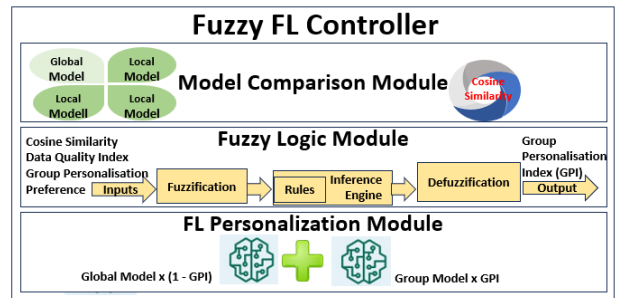 Fuzzy FL Controller
Global
Model
Local
Model
Local
Modell
Local
Model
Model Comparison Module
Cosine
Similarity
Fuzzy Logic Module
Cosine Similarity
Data Quality Index
Group Personalisation
Preference
Inputs
Fuzzification
Rules
Inference
Engine
Defuzzification
Group
Personalisation
Index (GPI)
Output
FL Personalization Module
Global Model x (1 - GPI)
Group Model x GPI